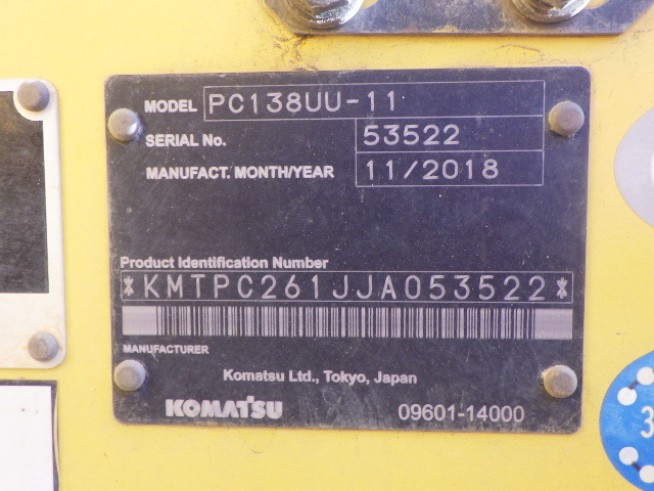 MODEL PC138UU-11
SERIAL No. 53522
MANUFACT. MONTH/YEAR 11/2018
Product Identification Number
*KMTPC261JJA053522*
MANUFACTURER
Komatsu Ltd., Tokyo, Japan
KOMATSU 09601-14000
3